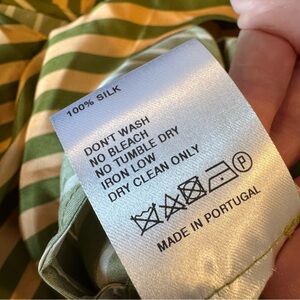 100% SILK
DON'T WASH
NO BLEACH
NO TUMBLE DRY
IRON LOW
DRY CLEAN ONLY
P
MADE IN PORTUGAL